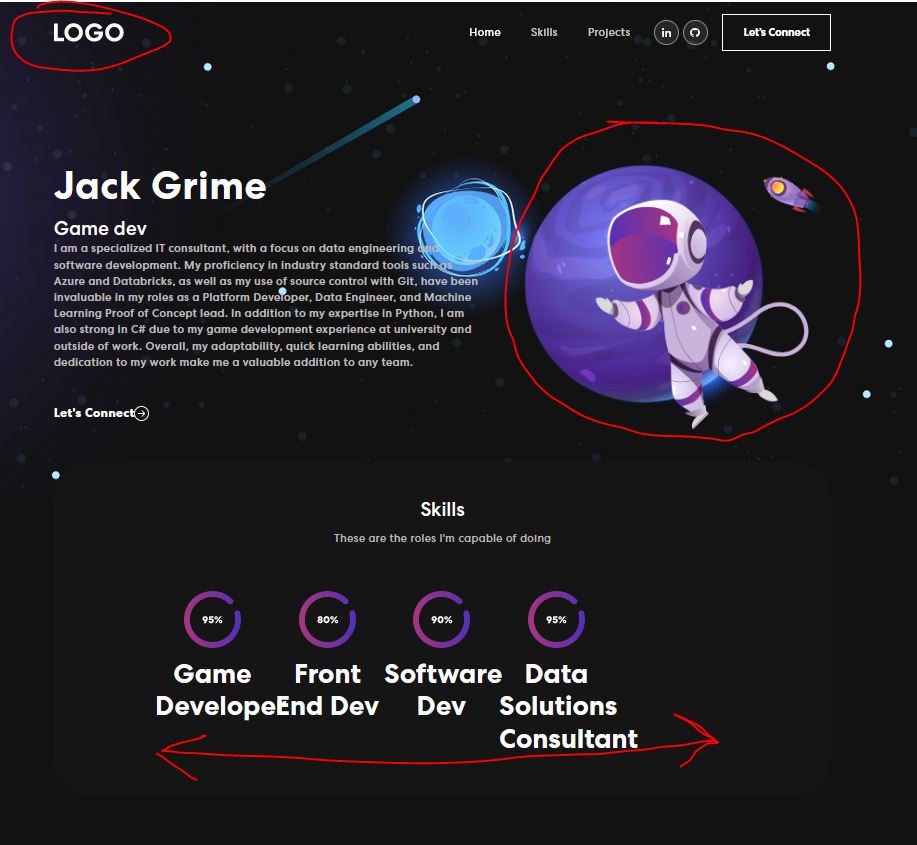 LOGO
Home Skills Projects in Let's Connect
Jack Grime
Game dev
I am a specialized IT consultant, with a focus on data engineering and
software development. My proficiency in industry standard tools such as
Azure and Databricks, as well as my use of source control with Git, have been
invaluable in my roles as a Platform Developer, Data Engineer, and Machine
Learning Proof of Concept lead. In addition to my expertise in Python, I am
also strong in C# due to my game development experience at university and
outside of work. Overall, my adaptability, quick learning abilities, and
dedication to my work make me a valuable addition to any team.
Let's Connect
Skills
These are the roles I'm capable of doing
95% 80% 90% 95%
Game Front Software Data
Developer End Dev Dev Solutions
Consultant